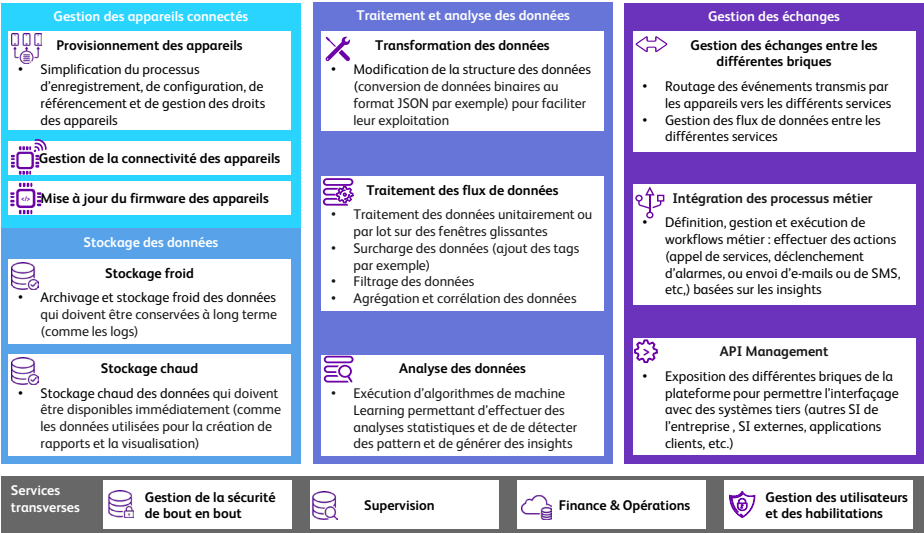 Gestion des appareils connectés
Provisionnement des appareils
• Simplification du processus
d'enregistrement, de configuration, de
référencement et de gestion des droits
des appareils
Gestion de la connectivité des appareils
Mise à jour du firmware des appareils
Stockage des données
Stockage froid
• Archivage et stockage froid des données
qui doivent être conservées à long terme
(comme les logs)
Stockage chaud
• Stockage chaud des données qui doivent
être disponibles immédiatement (comme
les données utilisées pour la création de
rapports et la visualisation)
Traitement et analyse des données
Transformation des données
• Modification de la structure des données
(conversion de données binaires au
format JSON par exemple) pour faciliter
leur exploitation
Traitement des flux de données
• Traitement des données unitairement ou
par lot sur des fenêtres glissantes
• Surcharge des données (ajout des tags
par exemple)
• Filtrage des données
• Agrégation et corrélation des données
Analyse des données
• Exécution d'algorithmes de machine
Learning permettant d'effectuer des
analyses statistiques et de de détecter
des pattern et de générer des insights
Gestion des échanges
Gestion des échanges entre les
différentes briques
• Routage des événements transmis par
les appareils vers les différents services
• Gestion des flux de données entre les
différentes services
Intégration des processus métier
• Définition, gestion et exécution de
workflows métier : effectuer des actions
(appel de services, déclenchement
d'alarmes, ou envoi d'e-mails ou de SMS,
etc,) basées sur les insights
API Management
• Exposition des différentes briques de la
plateforme pour permettre l'interfaçage
avec des systèmes tiers (autres SI de
l'entreprise , SI externes, applications
clients, etc.)
Services
transverses
Gestion de la sécurité
de bout en bout
Supervision
Finance & Opérations
Gestion des utilisateurs
et des habilitations